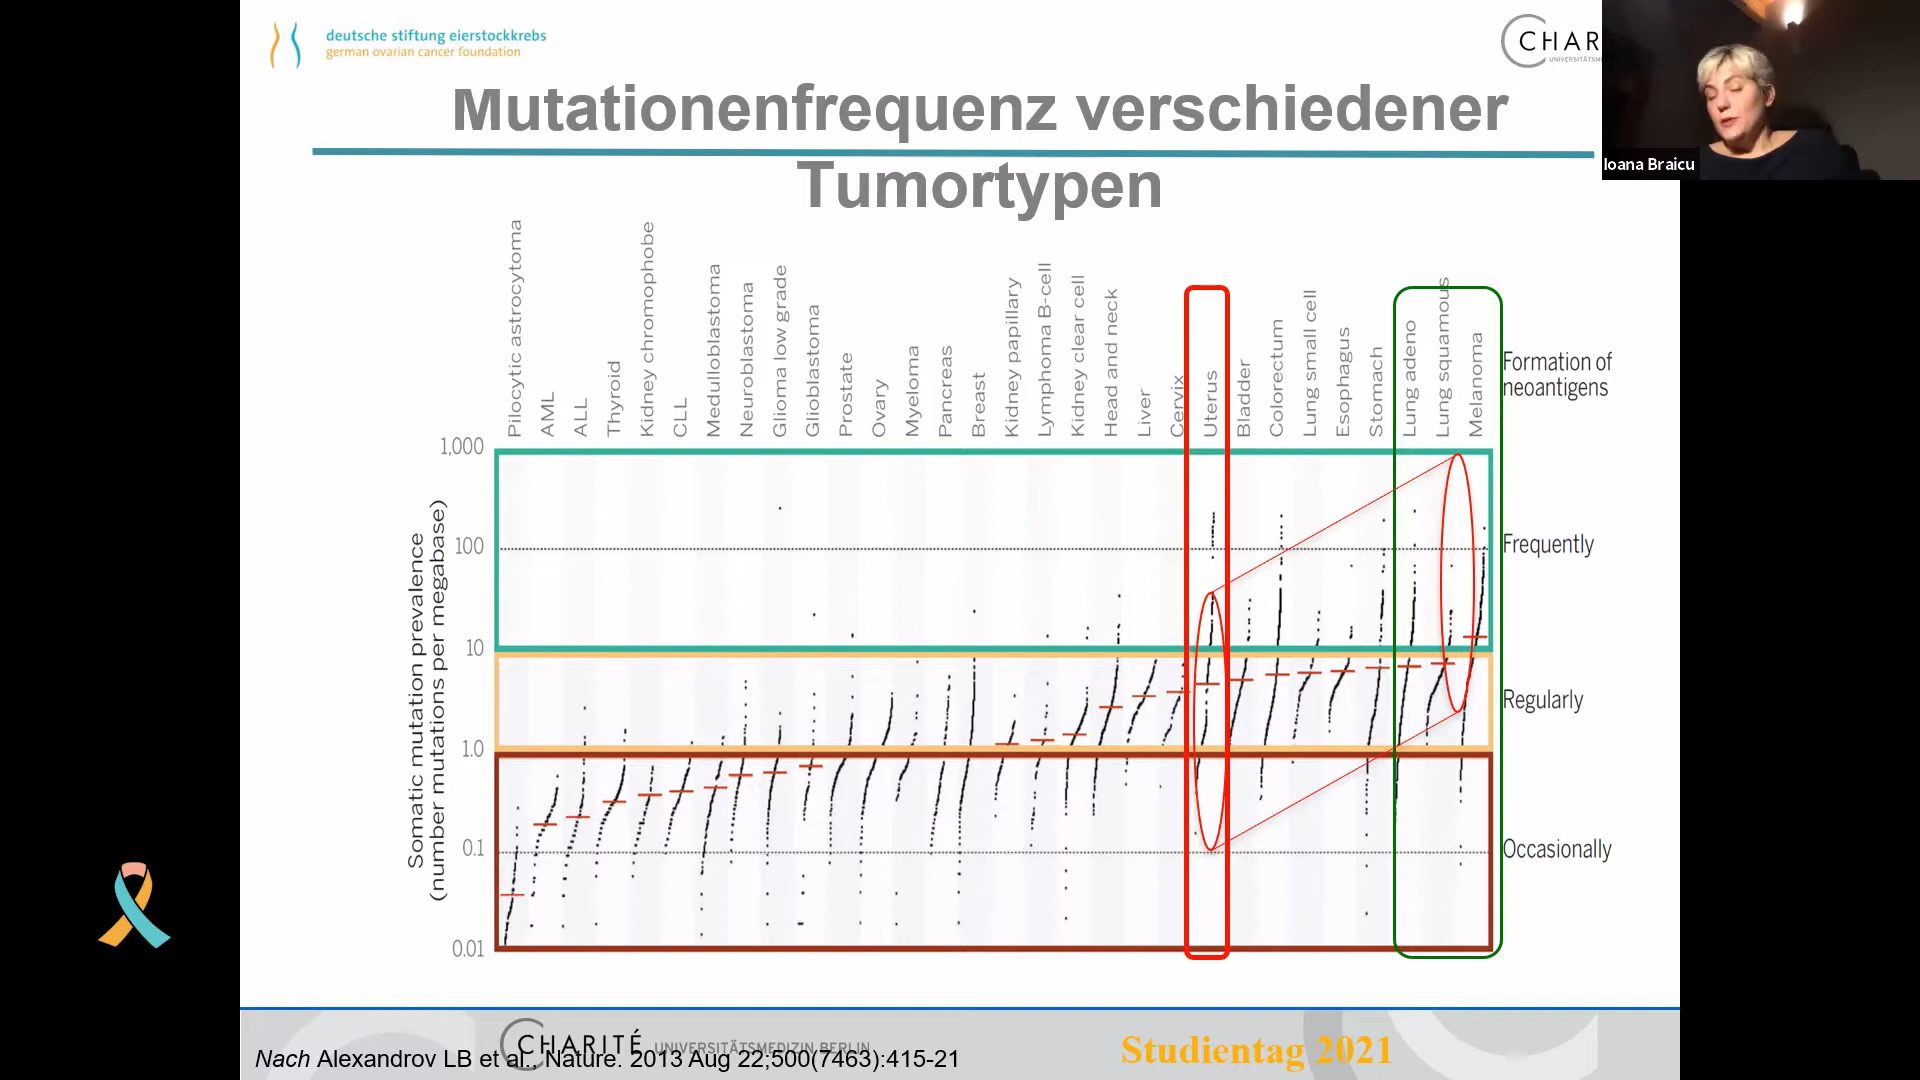 deutsche stiftung eierstockkrebs
german ovarian cancer foundation
CHAR
UNIVERSITÄTSM
Ioana Braicu
Mutationenfrequenz verschiedener
Tumortypen
Pilocytic astrocytoma
AML
ALL
Thyroid
Kidney chromophobe
CLL
Medulloblastoma
Neuroblastoma
Glioma low grade
Glioblastoma
Prostate
Ovary
Myeloma
Pancreas
Breast
Kidney papillary
Lymphoma B-cell
Kidney clear cell
Head and neck
Liver
Cervix
Uterus
Bladder
Colorectum
Lung small cell
Esophagus
Stomach
Lung adeno
Lung squamous
Melanoma
Formation of
neoantigens
Somatic mutation prevalence
(number mutations per megabase)
1,000
100
10
1.0
0.1
0.01
Frequently
Regularly
Occasionally
CHARITÉ UNIVERSITÄTSMEDIZIN BERLIN
Nach Alexandrov LB et al., Nature. 2013 Aug 22;500(7463):415-21
Studientag 2021